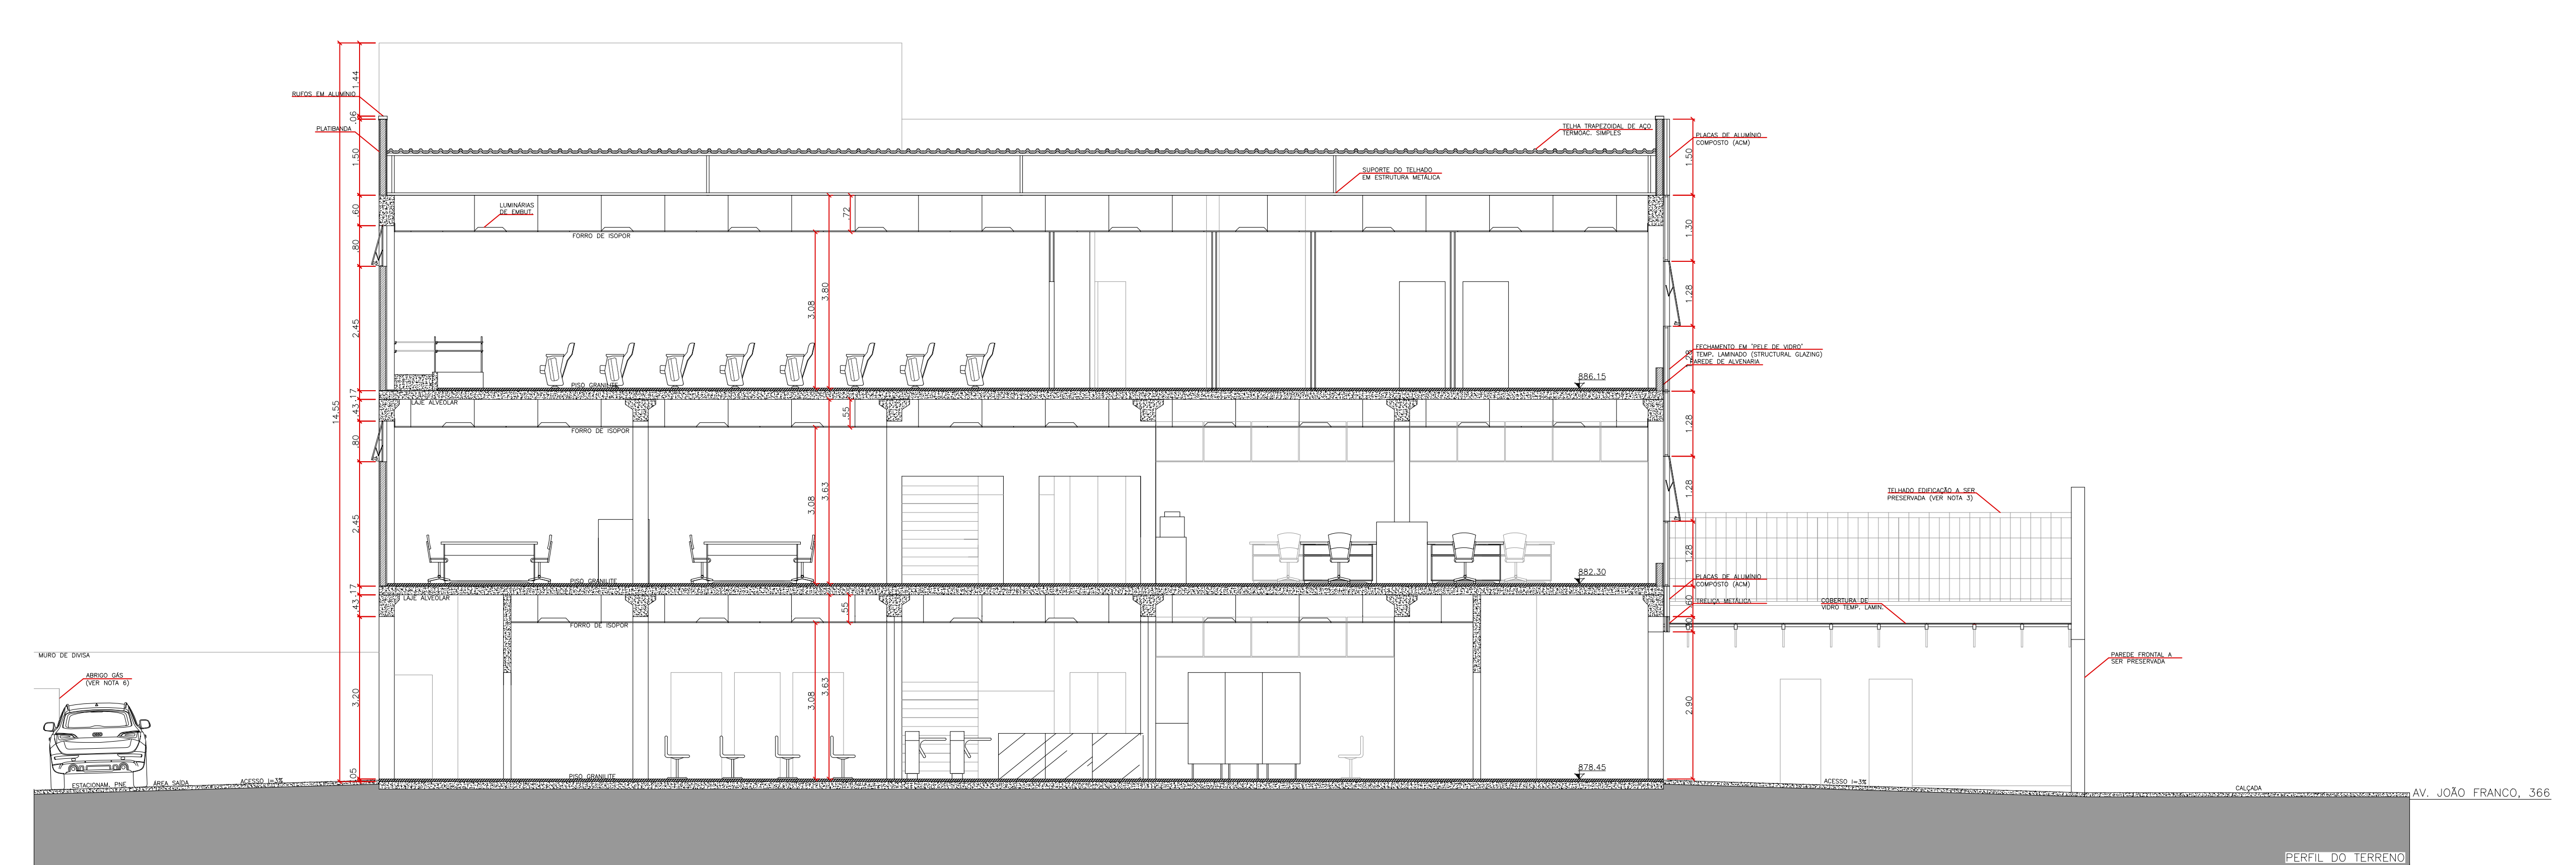 1.44
RUFOS EM ALUMÍNIO
.06
PLATIBANDA
TELHA TRAPEZOIDAL DE AÇO
TERMOAC. SIMPLES
PLACAS DE ALUMÍNIO
COMPOSTO (ACM)
1.50
1.50
SUPORTE DO TELHADO
EM ESTRUTURA METÁLICA
LUMINÁRIAS
DE EMBUT.
.60
.72
1.30
FORRO DE ISOPOR
.80
3.80
3.08
1.28
2.45
FECHAMENTO EM "PELE DE VIDRO"
TEMP. LAMINADO (STRUCTURAL GLAZING)
PAREDE DE ALVENARIA
886.15
PISO GRANILITE
.17
LAJE ALVEOLAR
14.55
.43
.55
1.28
FORRO DE ISOPOR
.80
3.63
3.08
1.28
TELHADO EDIFICAÇÃO A SER
PRESERVADA (VER NOTA 3)
2.45
1.28
882.30
PISO GRANILITE
PLACAS DE ALUMÍNIO
COMPOSTO (ACM)
.17
LAJE ALVEOLAR
.43
.55
.60
TRELIÇA METÁLICA
COBERTURA DE
VIDRO TEMP. LAMIN.
FORRO DE ISOPOR
MURO DE DIVISA
PAREDE FRONTAL A
SER PRESERVADA
ABRIGO GÁS
(VER NOTA 6)
3.20
3.08
3.63
2.90
878.45
PISO GRANILITE
.05
ESTACIONAM. PNE
ÁREA SAÍDA
ACESSO i=3%
ACESSO i=3%
CALÇADA
AV. JOÃO FRANCO, 366
PERFIL DO TERRENO